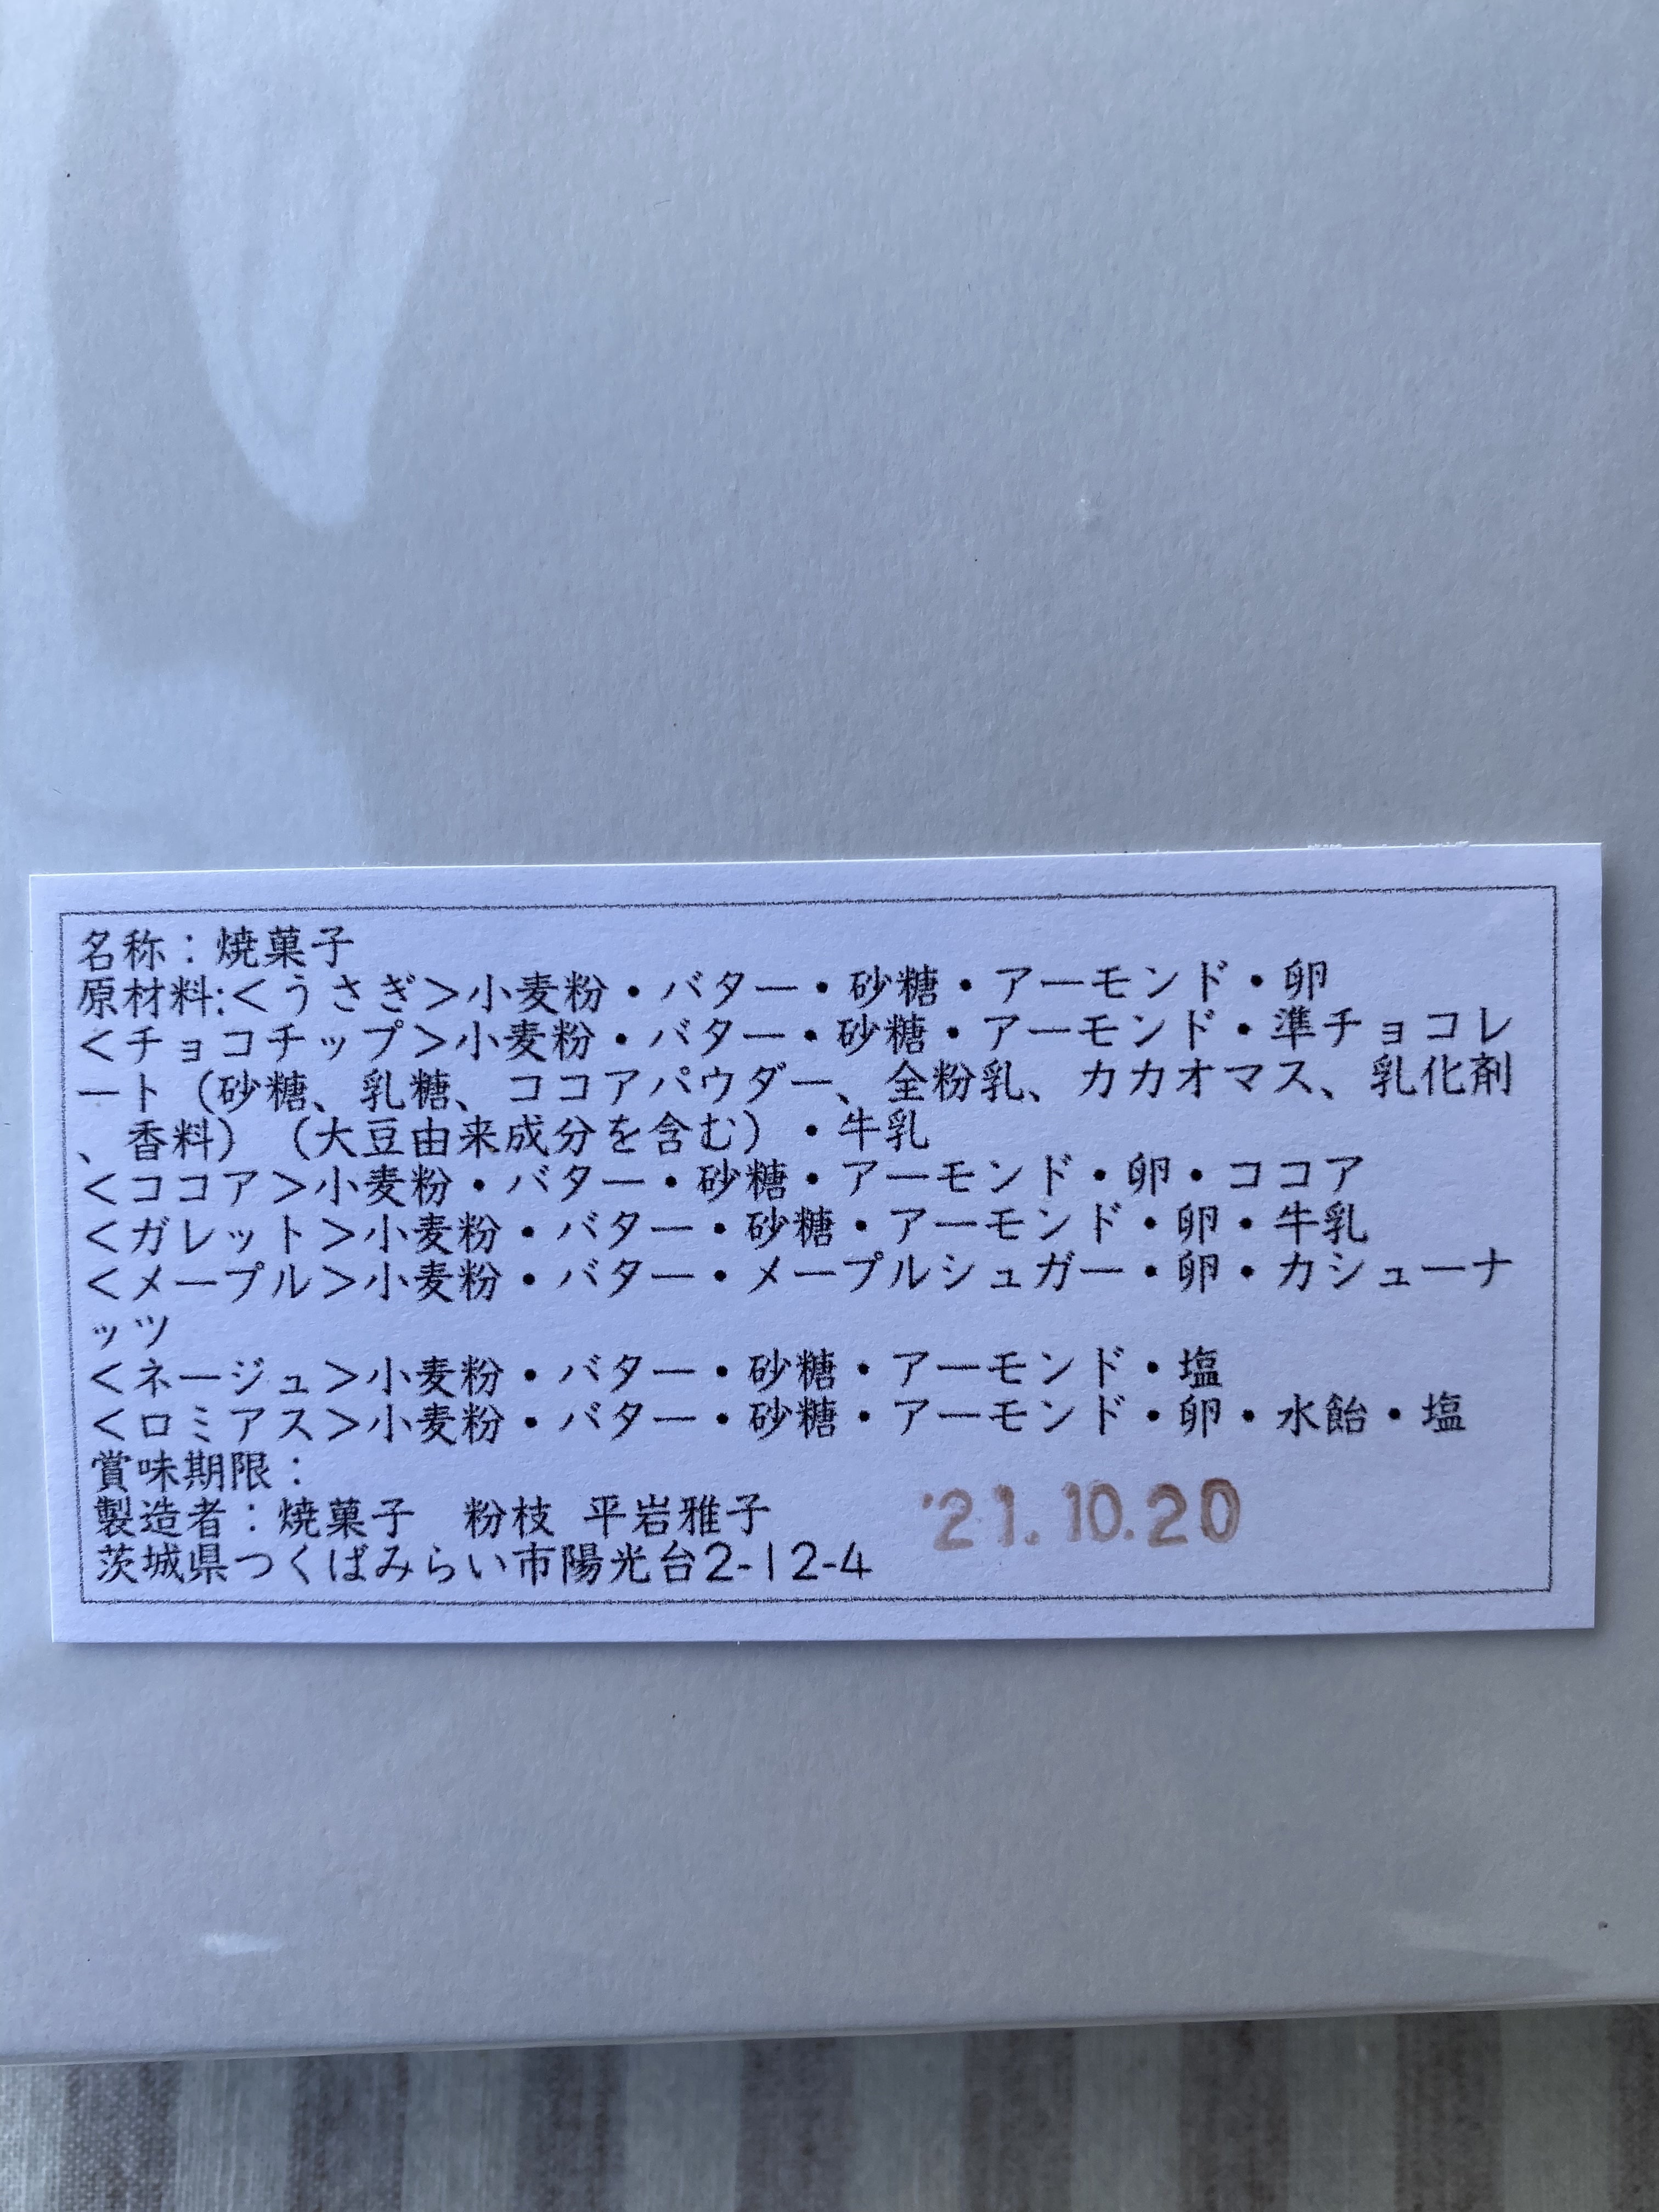 名称：焼菓子
原材料:＜うさぎ＞小麦粉・バター・砂糖・アーモンド・卵
＜チョコチップ＞小麦粉・バター・砂糖・アーモンド・準チョコレ
ート（砂糖、乳糖、ココアパウダー、全粉乳、カカオマス、乳化剤
、香料）（大豆由来成分を含む）・牛乳
＜ココア＞小麦粉・バター・砂糖・アーモンド・卵・ココア
＜ガレット＞小麦粉・バター・砂糖・アーモンド・卵・牛乳
＜メープル＞小麦粉・バター・メープルシュガー・卵・カシューナ
ッツ
＜ネージュ＞小麦粉・バター・砂糖・アーモンド・塩
＜ロミアス＞小麦粉・バター・砂糖・アーモンド・卵・水飴・塩
賞味期限：
製造者：焼菓子　粉枝 平岩雅子
'21.10.20
茨城県つくばみらい市陽光台2-12-4